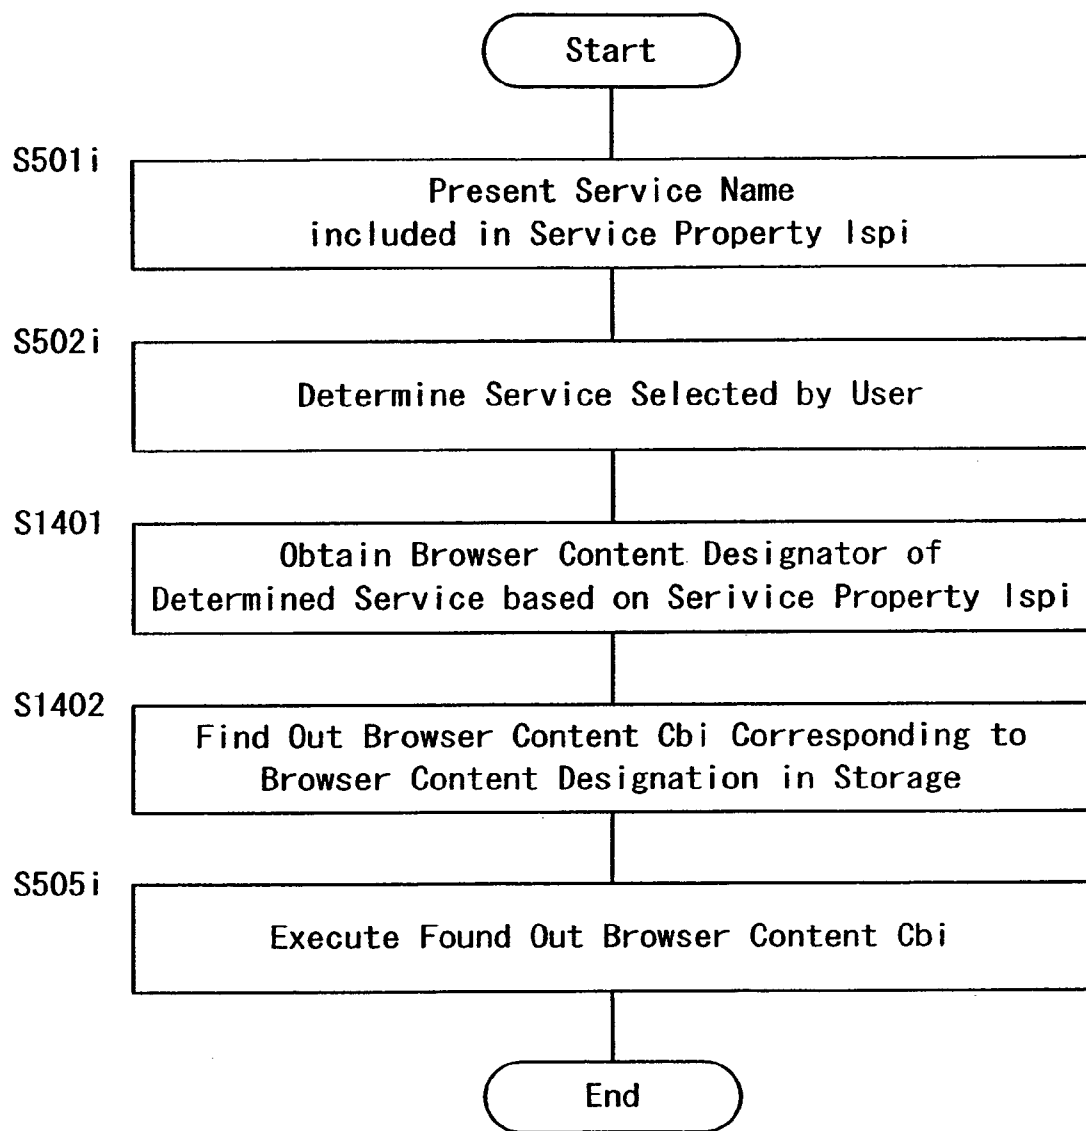 Start
S501i
Present Service Name
included in Service Property Ispi
S502i
Determine Service Selected by User
S1401
Obtain Browser Content Designator of
Determined Service based on Serivice Property Ispi
S1402
Find Out Browser Content Cbi Corresponding to
Browser Content Designation in Storage
S505i
Execute Found Out Browser Content Cbi
End